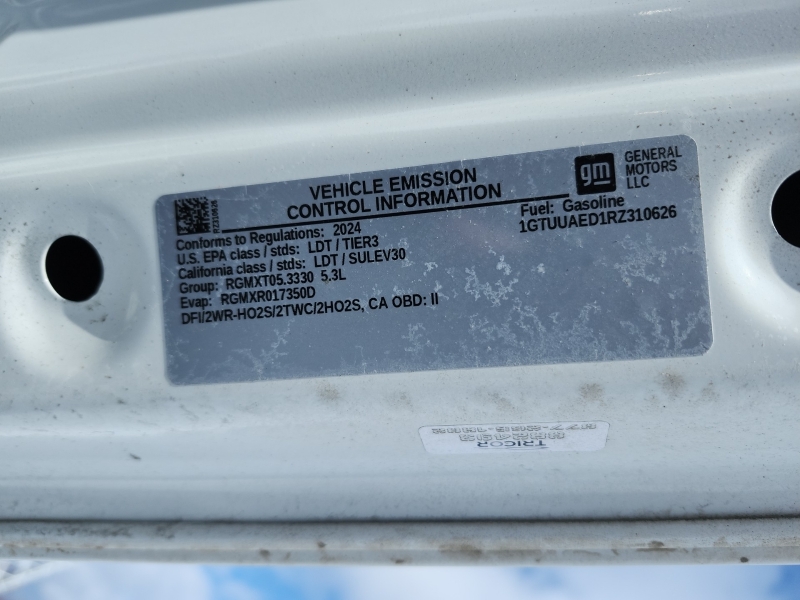 VEHICLE EMISSION
CONTROL INFORMATION
gm
GENERAL
MOTORS
LLC
RZ310626
Conforms to Regulations: 2024
Fuel: Gasoline
1GTUUAED1RZ310626
U.S. EPA class / stds: LDT / TIER3
California class / stds: LDT / SULEV30
Group: RGMXT05.3330 5.3L
Evap: RGMXR017350D
DFI/2WR-HO2S/2TWC/2HO2S, CA OBD: II
TRICOR